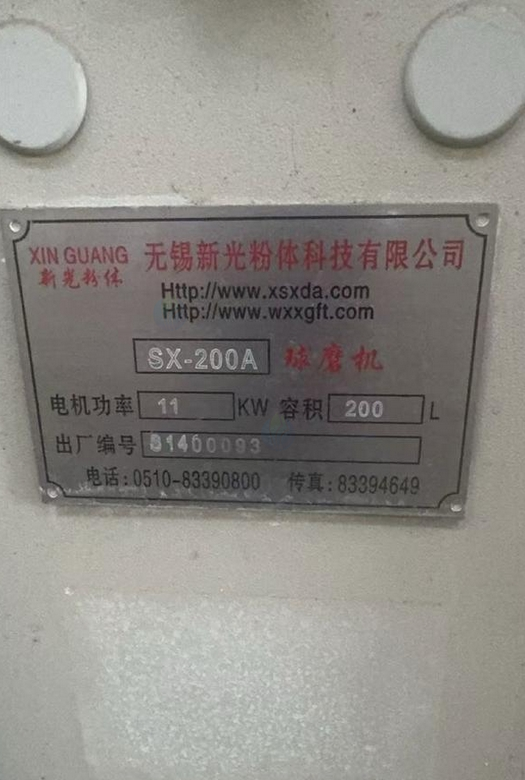 XIN GUANG 无锡新光粉体科技有限公司
新光粉体
Http://www.xsxda.com
Http://www.wxxgft.com
SX-200A 球磨机
电机功率 11 KW 容积 200 L
出厂编号 S1400093
电话:0510-83390800 传真:83394649